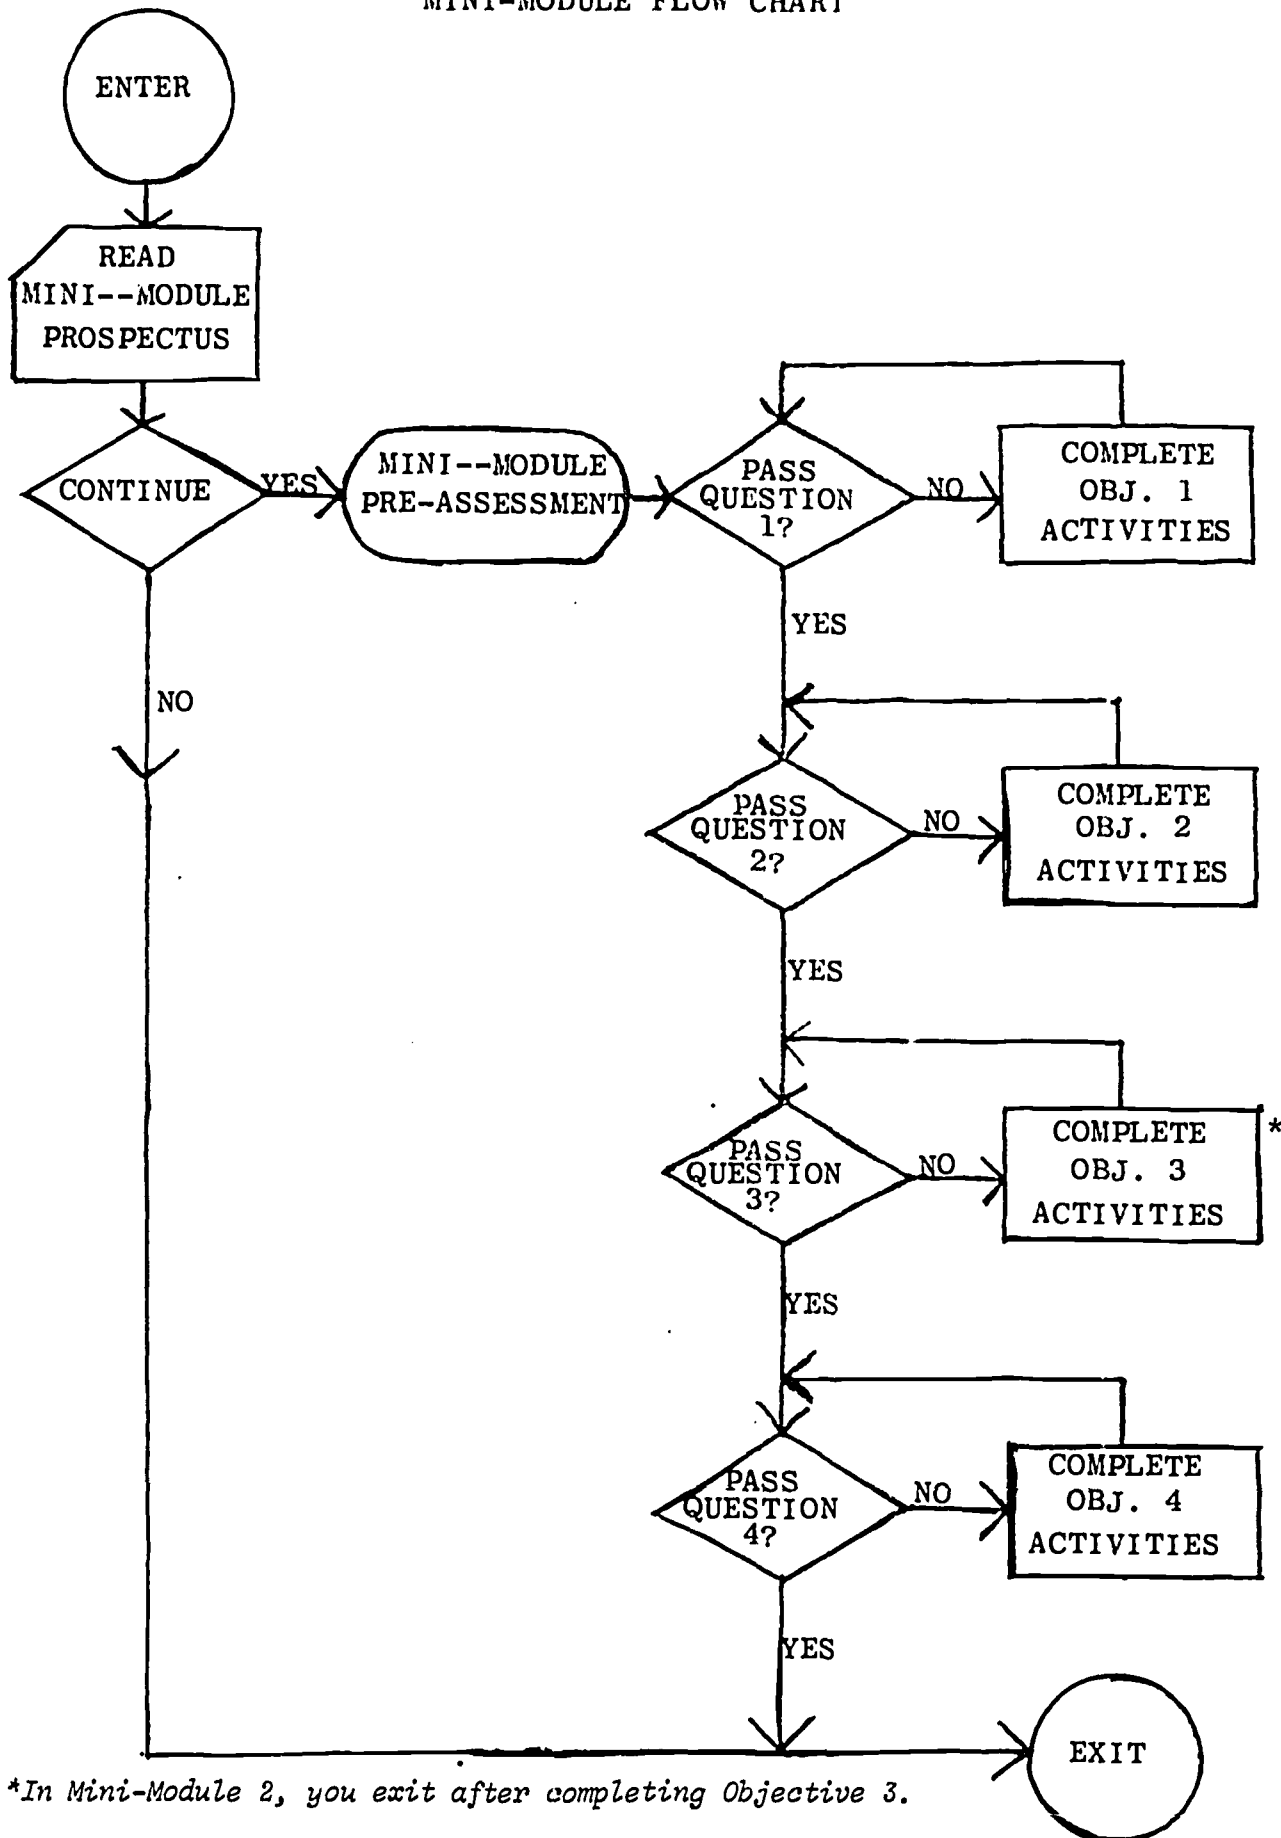 MINI-MODULE FLOW CHART
ENTER
READ
MINI--MODULE
PROSPECTUS
CONTINUE
YES
MINI--MODULE
PRE-ASSESSMENT
PASS
QUESTION
1?
NO
COMPLETE
OBJ. 1
ACTIVITIES
YES
NO
PASS
QUESTION
2?
NO
COMPLETE
OBJ. 2
ACTIVITIES
YES
PASS
QUESTION
3?
NO
COMPLETE
OBJ. 3
ACTIVITIES
*
YES
PASS
QUESTION
4?
NO
COMPLETE
OBJ. 4
ACTIVITIES
YES
EXIT
*In Mini-Module 2, you exit after completing Objective 3.